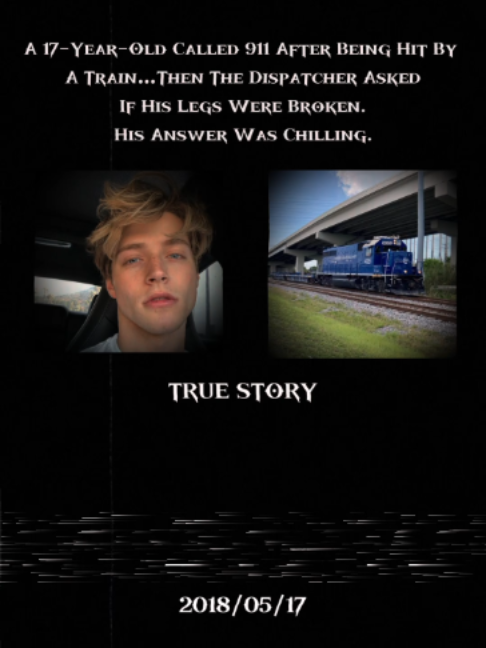 A 17-Year-Old Called 911 After Being Hit By
A Train...Then The Dispatcher Asked
If His Legs Were Broken.
His Answer Was Chilling.
TRUE STORY
2018/05/17